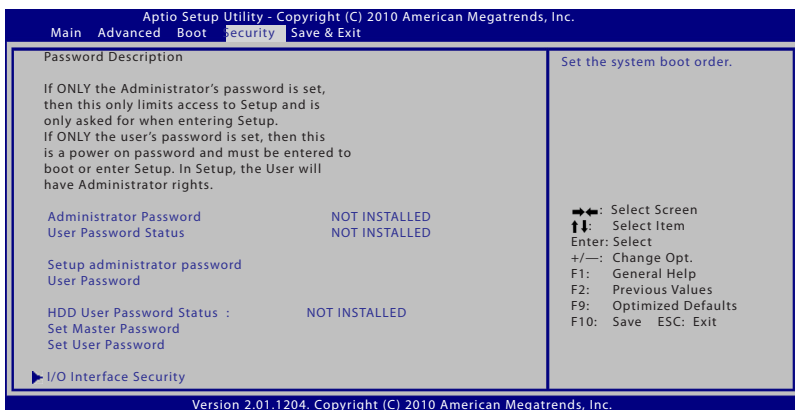 Aptio Setup Utility - Copyright (C) 2010 American Megatrends, Inc.
Main Advanced Boot Security Save & Exit
Password Description
If ONLY the Administrator's password is set,
then this only limits access to Setup and is
only asked for when entering Setup.
If ONLY the user's password is set, then this
is a power on password and must be entered to
boot or enter Setup. In Setup, the User will
have Administrator rights.
Administrator Password NOT INSTALLED
User Password Status NOT INSTALLED
Setup administrator password
User Password
HDD User Password Status : NOT INSTALLED
Set Master Password
Set User Password
I/O Interface Security
Set the system boot order.
→←: Select Screen
↑↓: Select Item
Enter: Select
+/—: Change Opt.
F1: General Help
F2: Previous Values
F9: Optimized Defaults
F10: Save ESC: Exit
Version 2.01.1204. Copyright (C) 2010 American Megatrends, Inc.